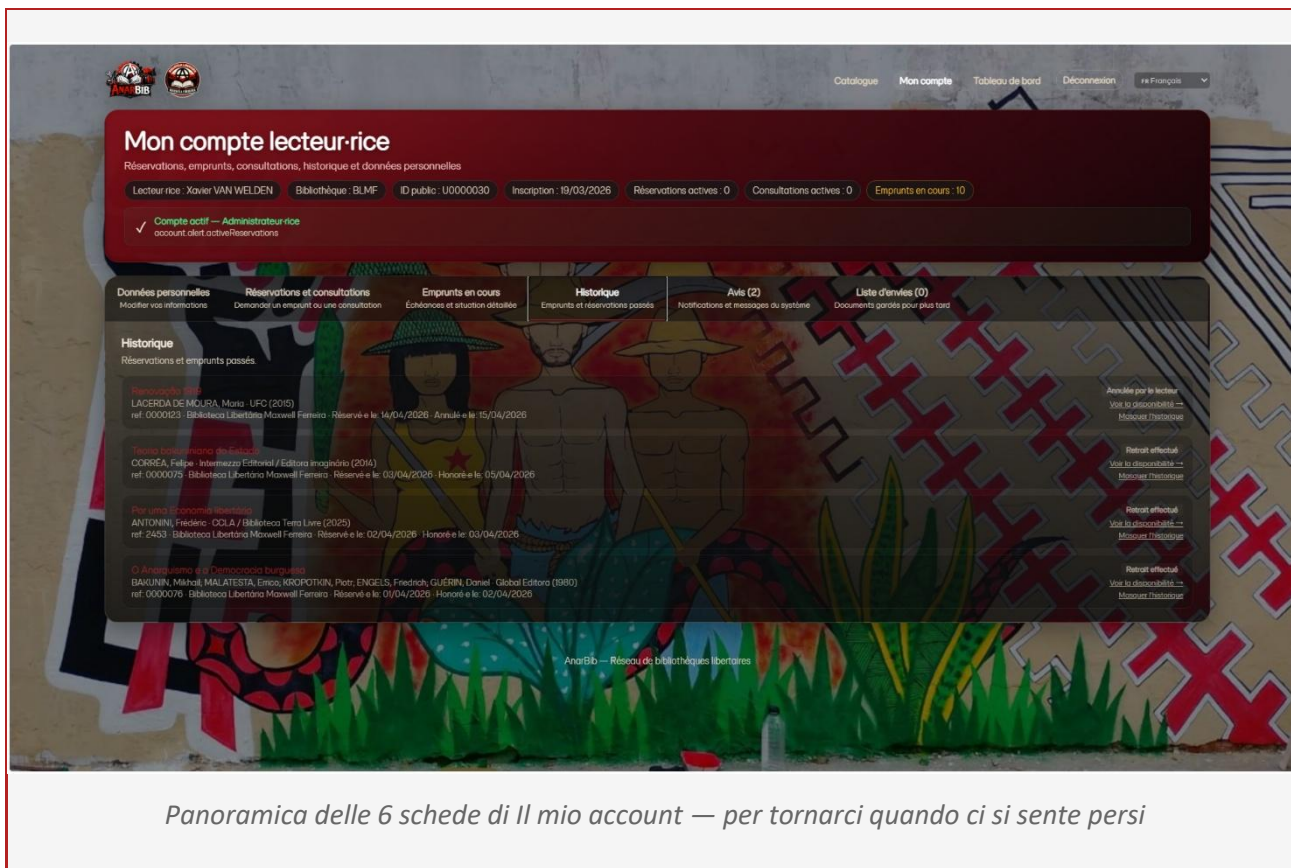 ANARBIB
Catalogue Mon compte Tableau de bord Déconnexion FR Français
Mon compte lecteur·rice
Réservations, emprunts, consultations, historique et données personnelles
Lecteur·rice : Xavier VAN WELDEN Bibliothèque : BLMF ID public : U0000030 Inscription : 19/03/2026 Réservations actives : 0 Consultations actives : 0 Emprunts en cours : 10
✓ Compte actif — Administrateur·rice
account.alert.activeReservations
Données personnelles Réservations et consultations Emprunts en cours Historique Avis (2) Liste d'envies (0)
Modifier vos informations Demander un emprunt ou une consultation Échéances et situation détaillée Emprunts et réservations passés Notifications et messages du système Documents gardés pour plus tard
Historique
Réservations et emprunts passés.
Renovação 1919
Annulée par le lecteur
LACERDA DE MOURA, Maria · UFC (2015)
Voir la disponibilité →
ref: 0000123 · Biblioteca Libertária Maxwell Ferreira · Réservé·e le: 14/04/2026 · Annulé·e le: 15/04/2026
Masquer l'historique
Teoria bakuniniana do Estado
Retrait effectué
CORRÊA, Felipe · Intermezzo Editorial / Editora imaginário (2014)
Voir la disponibilité →
ref: 0000075 · Biblioteca Libertária Maxwell Ferreira · Réservé·e le: 03/04/2026 · Honoré·e le: 05/04/2026
Masquer l'historique
Por uma Economia libertária
Retrait effectué
ANTONINI, Frédéric · CCLA / Biblioteca Terra Livre (2025)
Voir la disponibilité →
ref: 2453 · Biblioteca Libertária Maxwell Ferreira · Réservé·e le: 02/04/2026 · Honoré·e le: 03/04/2026
Masquer l'historique
O Anarquismo e a Democracia burguesa
Retrait effectué
BAKUNIN, Mikhail, MALATESTA, Errico, KROPOTKIN, Piotr, ENGELS, Friedrich, GUÉRIN, Daniel · Global Editora (1980)
Voir la disponibilité →
ref: 0000076 · Biblioteca Libertária Maxwell Ferreira · Réservé·e le: 01/04/2026 · Honoré·e le: 02/04/2026
Masquer l'historique
AnarBib — Réseau de bibliothèques libertaires
Panoramica delle 6 schede di Il mio account — per tornarci quando ci si sente persi